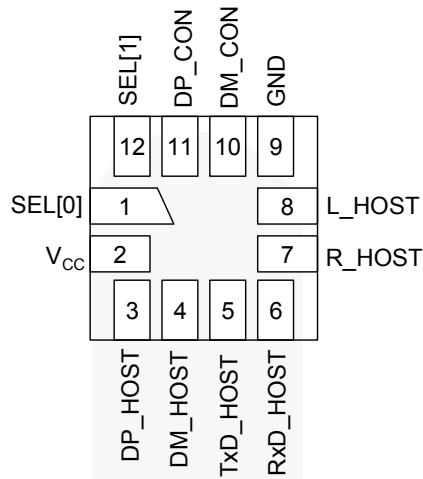 SEL[1]
DP_CON
DM_CON
GND
12
11
10
9
SEL[0]
1
8
L_HOST
V_CC
2
7
R_HOST
3
4
5
6
DP_HOST
DM_HOST
TxD_HOST
RxD_HOST